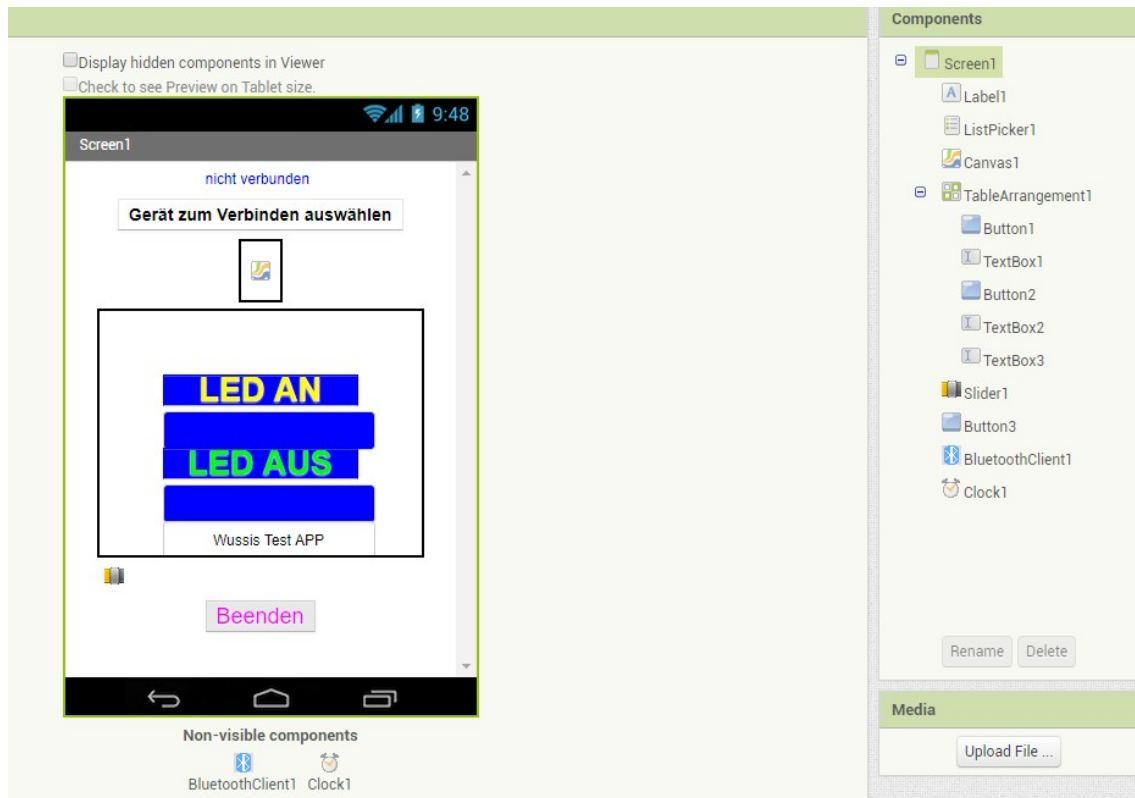 Display hidden components in Viewer
Check to see Preview on Tablet size.
9:48
Screen1
nicht verbunden
Gerät zum Verbinden auswählen
LED AN
LED AUS
Wussis Test APP
Beenden
Non-visible components
BluetoothClient1 Clock1
Components
Screen1
A Label1
ListPicker1
Canvas1
TableArrangement1
Button1
TextBox1
Button2
TextBox2
TextBox3
Slider1
Button3
BluetoothClient1
Clock1
Rename Delete
Media
Upload File ...